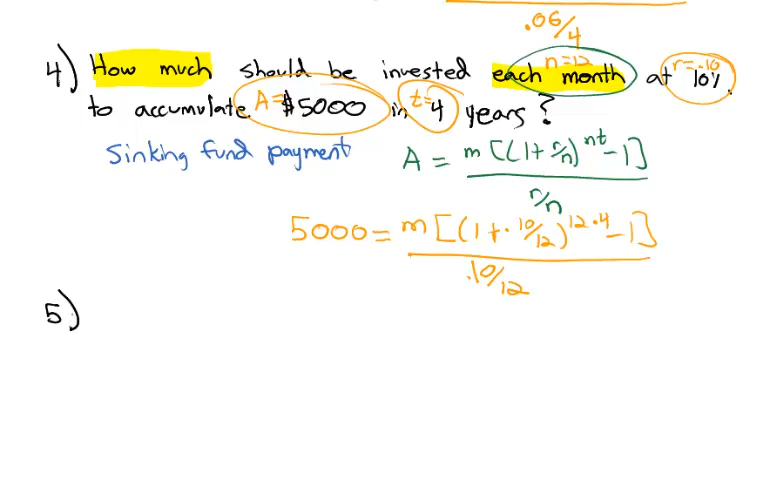 .06/4
4) How much should be invested each month at 10%
n=12
r=.10
to accumulate $5000 in 4 years?
A=
t=
Sinking fund payment
A = m[(1+r/n)^nt-1]
r/n
5000 = m[(1+.10/12)^12·4-1]
.10/12
5)